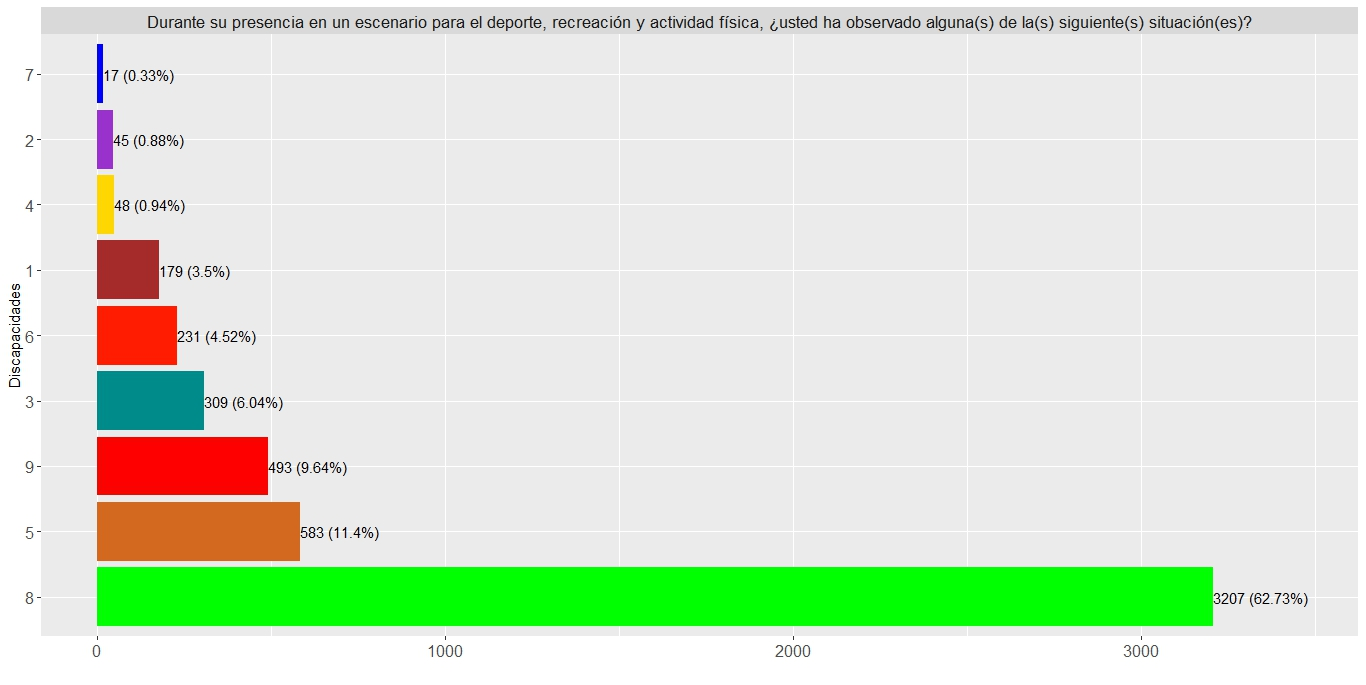 Durante su presencia en un escenario para el deporte, recreación y actividad física, ¿usted ha observado alguna(s) de la(s) siguiente(s) situación(es)?
Discapacidades
7 17 (0.33%)
2 45 (0.88%)
4 48 (0.94%)
1 179 (3.5%)
6 231 (4.52%)
3 309 (6.04%)
9 493 (9.64%)
5 583 (11.4%)
8 3207 (62.73%)
0 1000 2000 3000